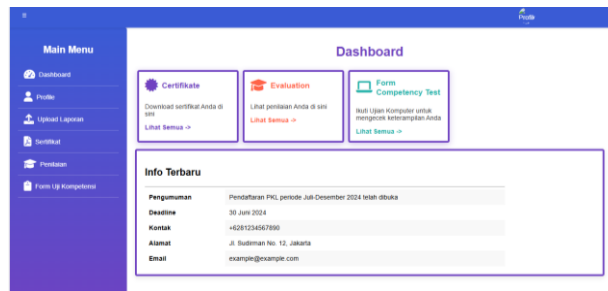 Profile
Main Menu
Dashboard
Profile
Upload Laporan
Sertifikat
Penilaian
Form Uji Kompetensi
Dashboard
Certifikate
Download sertifikat Anda di
sini
Lihat Semua ->
Evaluation
Lihat penilaian Anda di sini
Lihat Semua ->
Form
Competency Test
Ikuti Ujian Komputer untuk
mengecek keterampilan Anda
Lihat Semua ->
Info Terbaru
Pengumuman Pendaftaran PKL periode Juli-Desember 2024 telah dibuka
Deadline 30 Juni 2024
Kontak +6281234567890
Alamat Jl. Sudirman No. 12, Jakarta
Email example@example.com